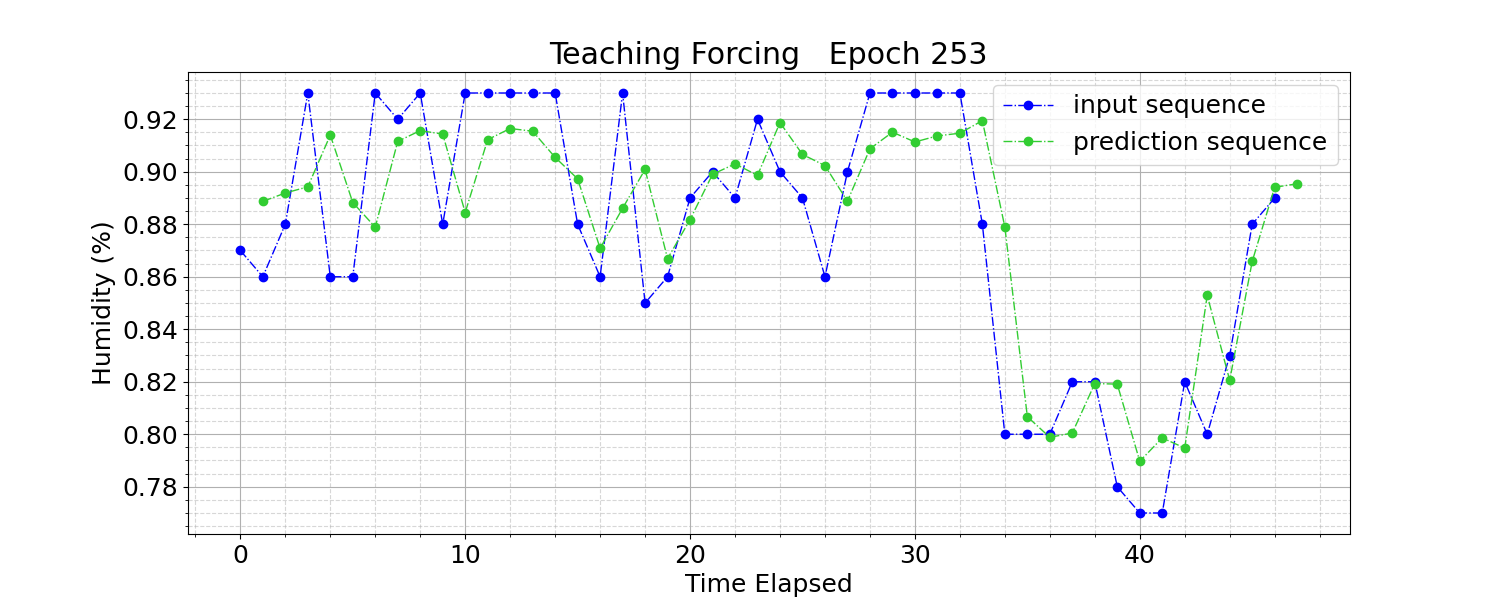 Teaching Forcing   Epoch 253
input sequence
prediction sequence
Humidity (%)
0.92
0.90
0.88
0.86
0.84
0.82
0.80
0.78
0 10 20 30 40
Time Elapsed